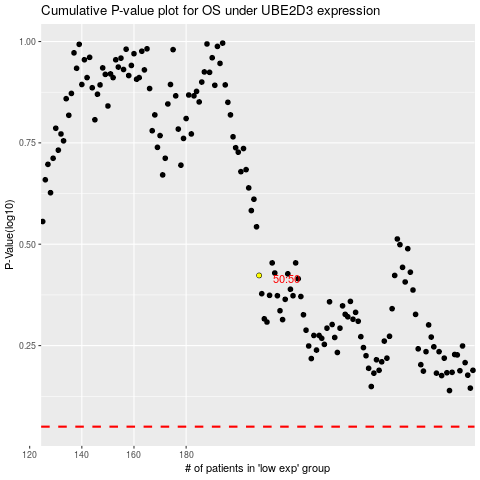 Cumulative P-value plot for OS under UBE2D3 expression
1.00
0.75
0.50
0.25
P-Value(log10)
50:50
120 140 160 180
# of patients in 'low exp' group